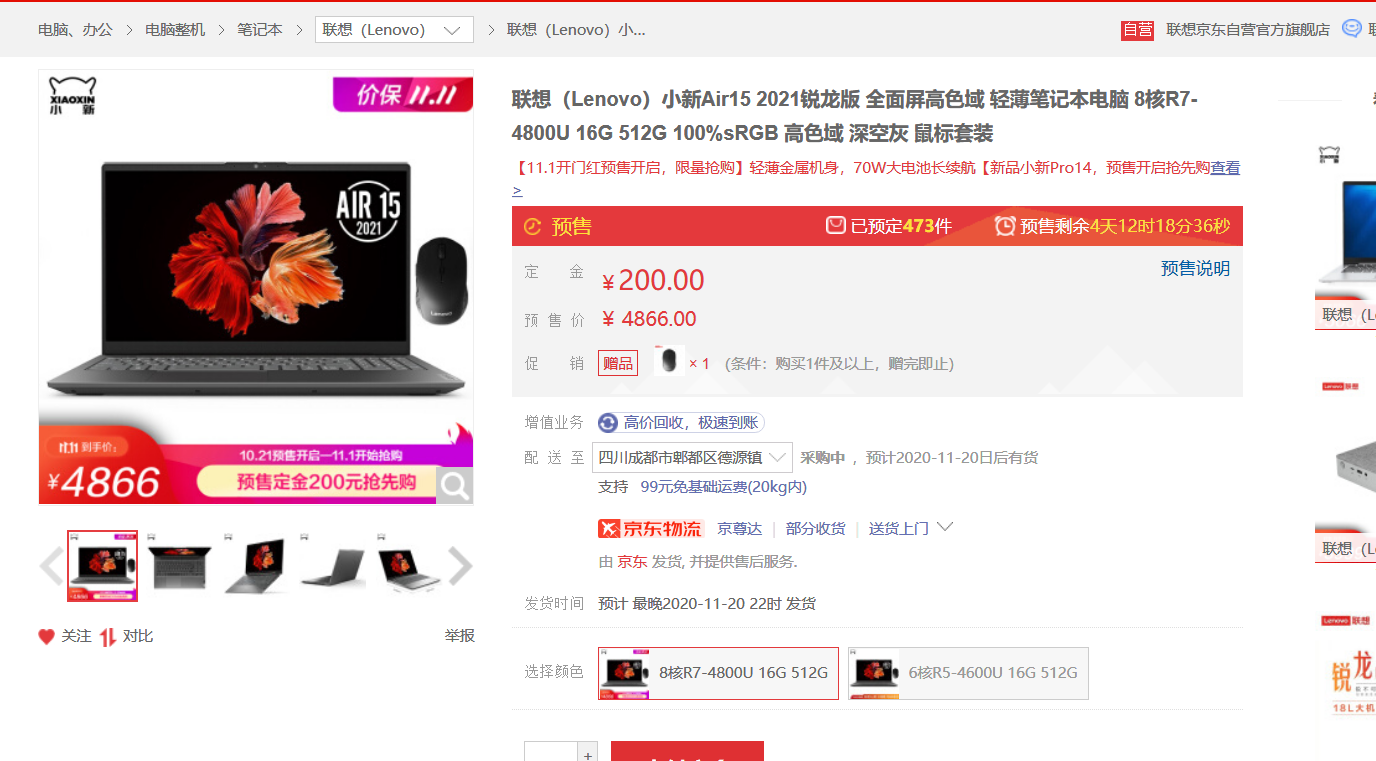 电脑、办公 > 电脑整机 > 笔记本 > 联想（Lenovo） > 联想（Lenovo）小...
自营 联想京东自营官方旗舰店
XIAOXIN
小 新
价保 11.11
AIR 15
2021
Lenovo
11.11 到手价：
¥4866
10.21预售开启—11.1开始抢购
预售定金200元抢先购
关注 对比 举报
联想（Lenovo）小新Air15 2021锐龙版 全面屏高色域 轻薄笔记本电脑 8核R7-
4800U 16G 512G 100%sRGB 高色域 深空灰 鼠标套装
【11.1开门红预售开启，限量抢购】轻薄金属机身，70W大电池长续航【新品小新Pro14，预售开启抢先购查看
>
预售 已预定473件 预售剩余4天12时18分36秒
定 金 ￥200.00 预售说明
预 售 价 ￥ 4866.00
促 销 赠品 × 1 (条件：购买1件及以上，赠完即止)
增值业务 高价回收，极速到账
配 送 至 四川成都市郫都区德源镇 采购中 ，预计2020-11-20日后有货
支持 99元免基础运费(20kg内)
京东物流 京尊达 | 部分收货 | 送货上门
由 京东 发货, 并提供售后服务.
发货时间 预计 最晚2020-11-20 22时 发货
选择颜色 8核R7-4800U 16G 512G 6核R5-4600U 16G 512G
+
联想（L
Lenovo联想
联想（L
Lenovo联想
锐龙
18L大机